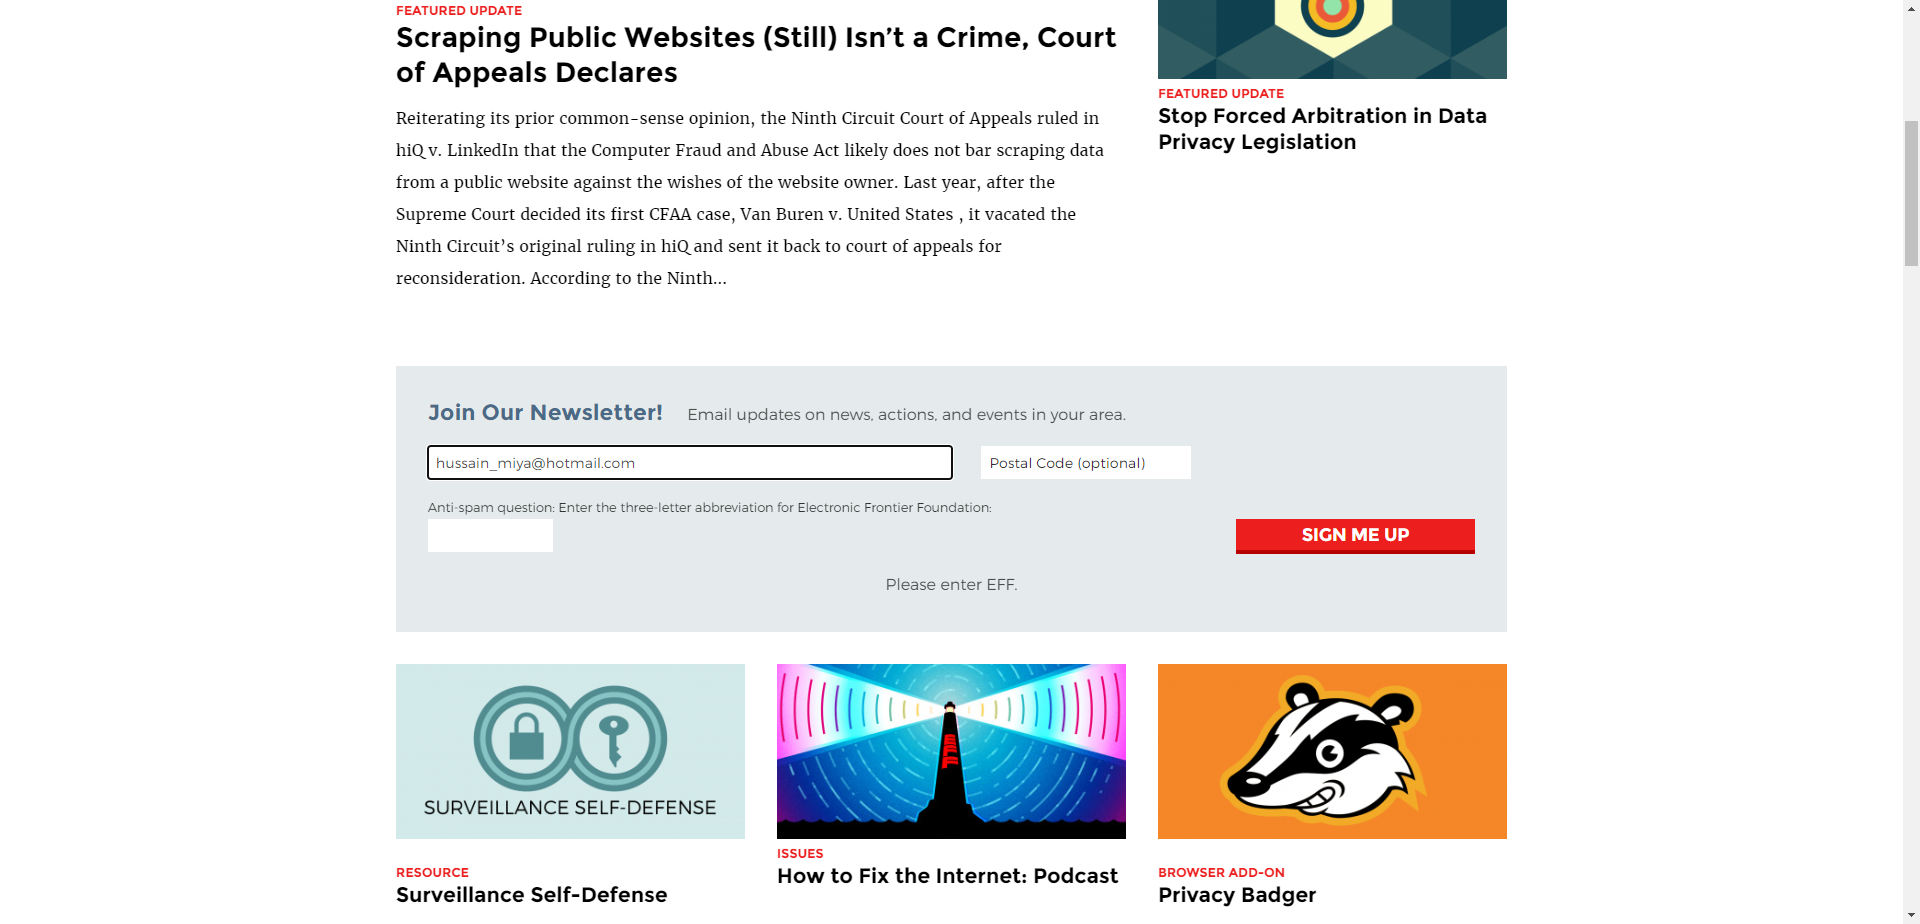 FEATURED UPDATE
Scraping Public Websites (Still) Isn’t a Crime, Court
of Appeals Declares
Reiterating its prior common-sense opinion, the Ninth Circuit Court of Appeals ruled in
hiQ v. LinkedIn that the Computer Fraud and Abuse Act likely does not bar scraping data
from a public website against the wishes of the website owner. Last year, after the
Supreme Court decided its first CFAA case, Van Buren v. United States , it vacated the
Ninth Circuit’s original ruling in hiQ and sent it back to court of appeals for
reconsideration. According to the Ninth...
FEATURED UPDATE
Stop Forced Arbitration in Data
Privacy Legislation
Join Our Newsletter! Email updates on news, actions, and events in your area.
hussain_miya@hotmail.com
Postal Code (optional)
Anti-spam question: Enter the three-letter abbreviation for Electronic Frontier Foundation:
SIGN ME UP
Please enter EFF.
SURVEILLANCE SELF-DEFENSE
RESOURCE
Surveillance Self-Defense
EFF
ISSUES
How to Fix the Internet: Podcast
BROWSER ADD-ON
Privacy Badger